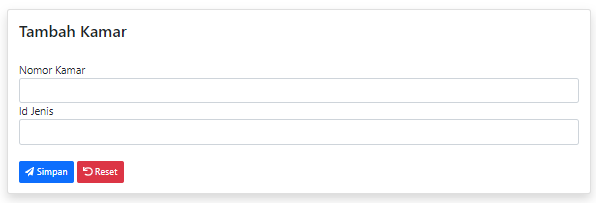 Tambah Kamar
Nomor Kamar
Id Jenis
Simpan Reset